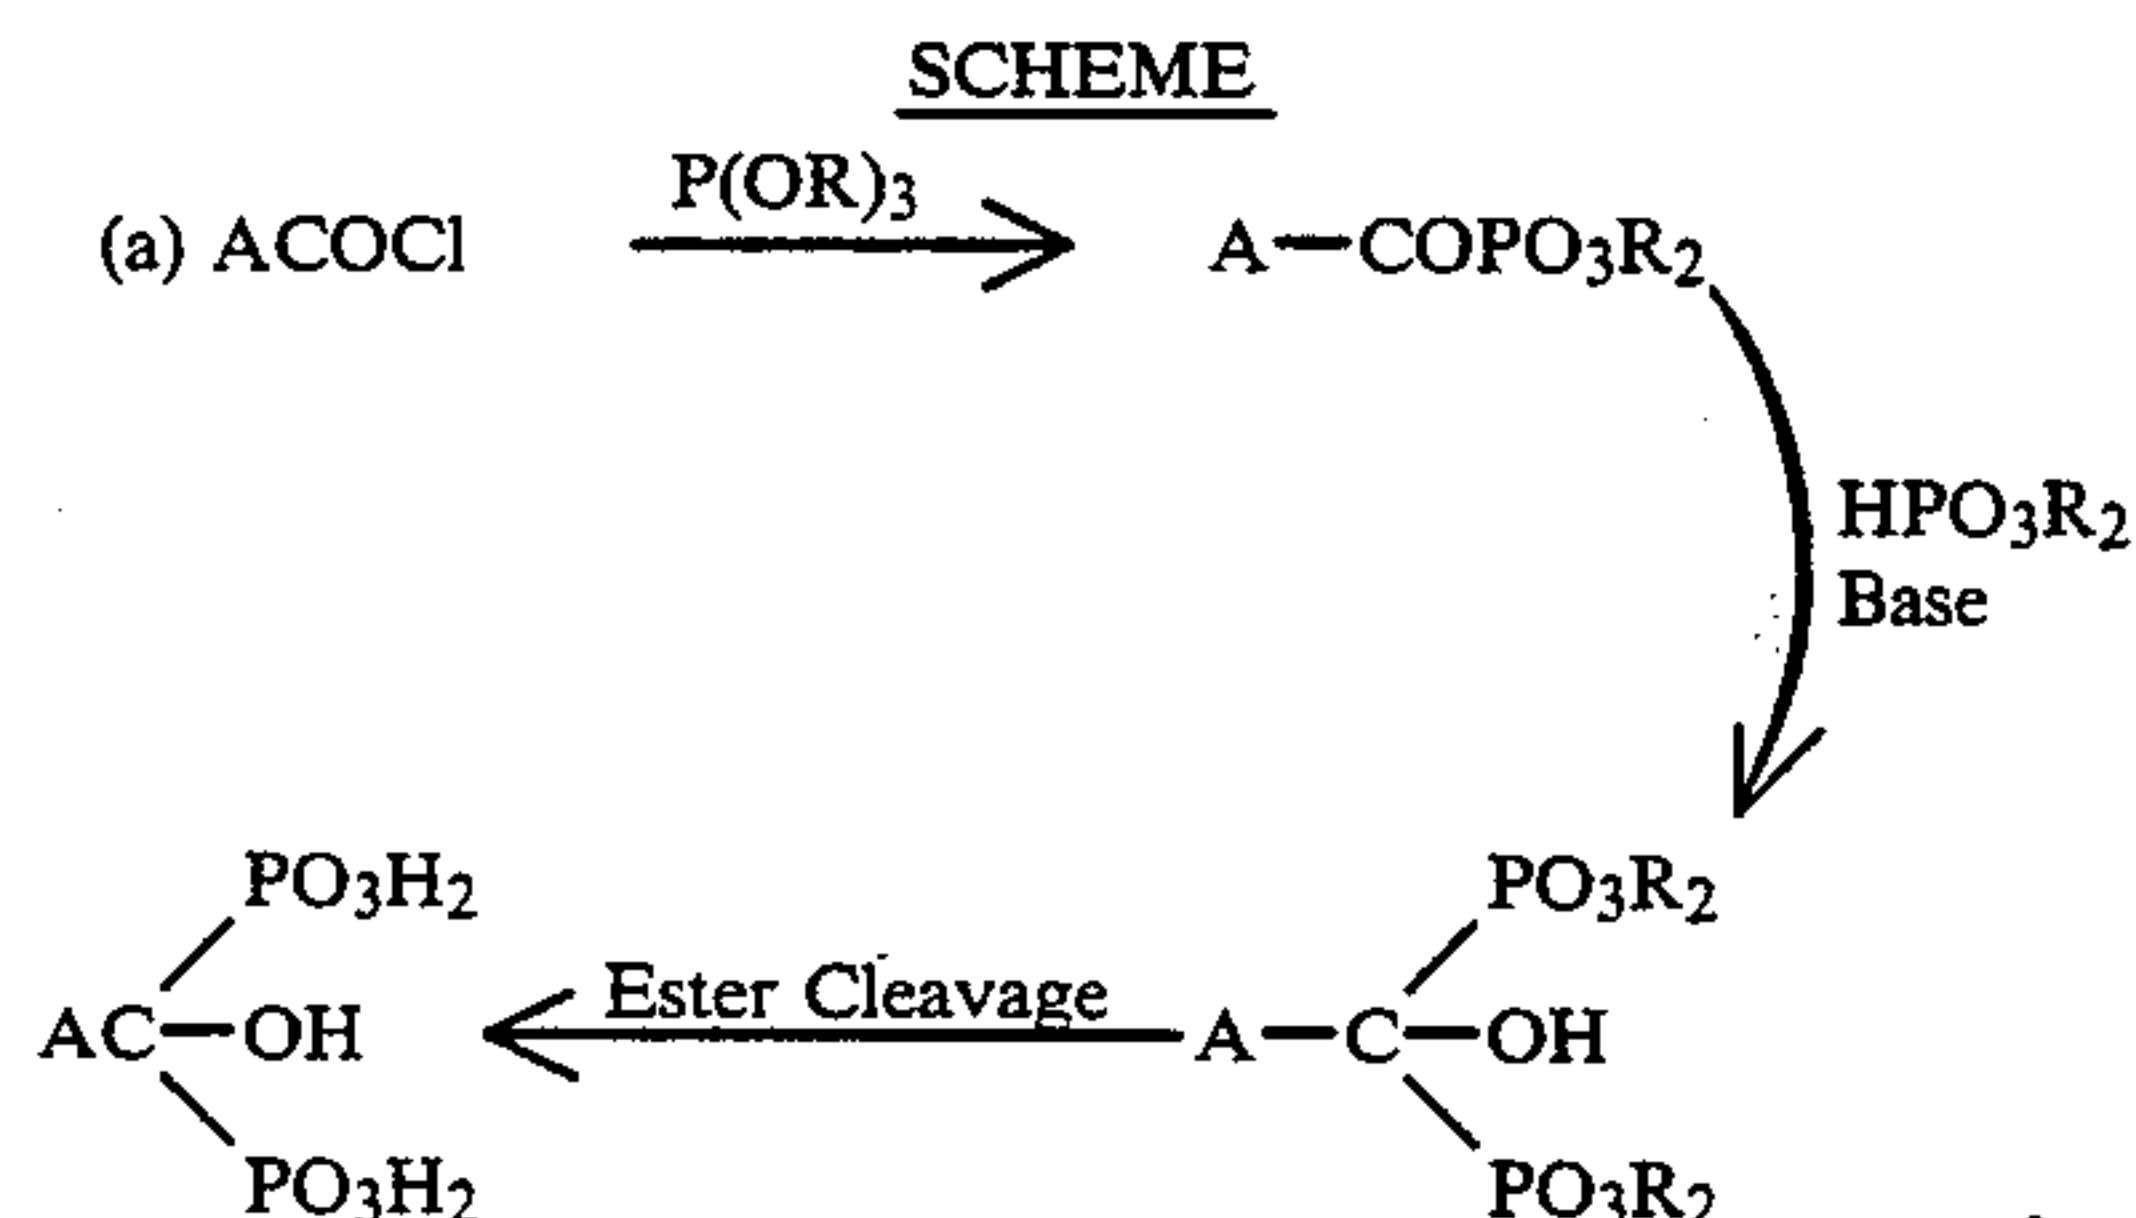 SCHEME
P(OR)3
(a) ACOCl
A—COPO3R2
HPO3R2
Base
PO3H2
PO3R2
Ester Cleavage
AC—OH
A—C—OH
PO3H2
PO3R2